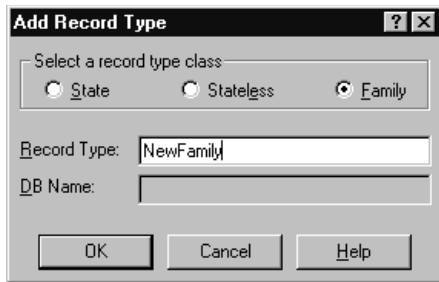 Add Record Type
Select a record type class
State Stateless Family
Record Type: NewFamily
DB Name:
OK Cancel Help